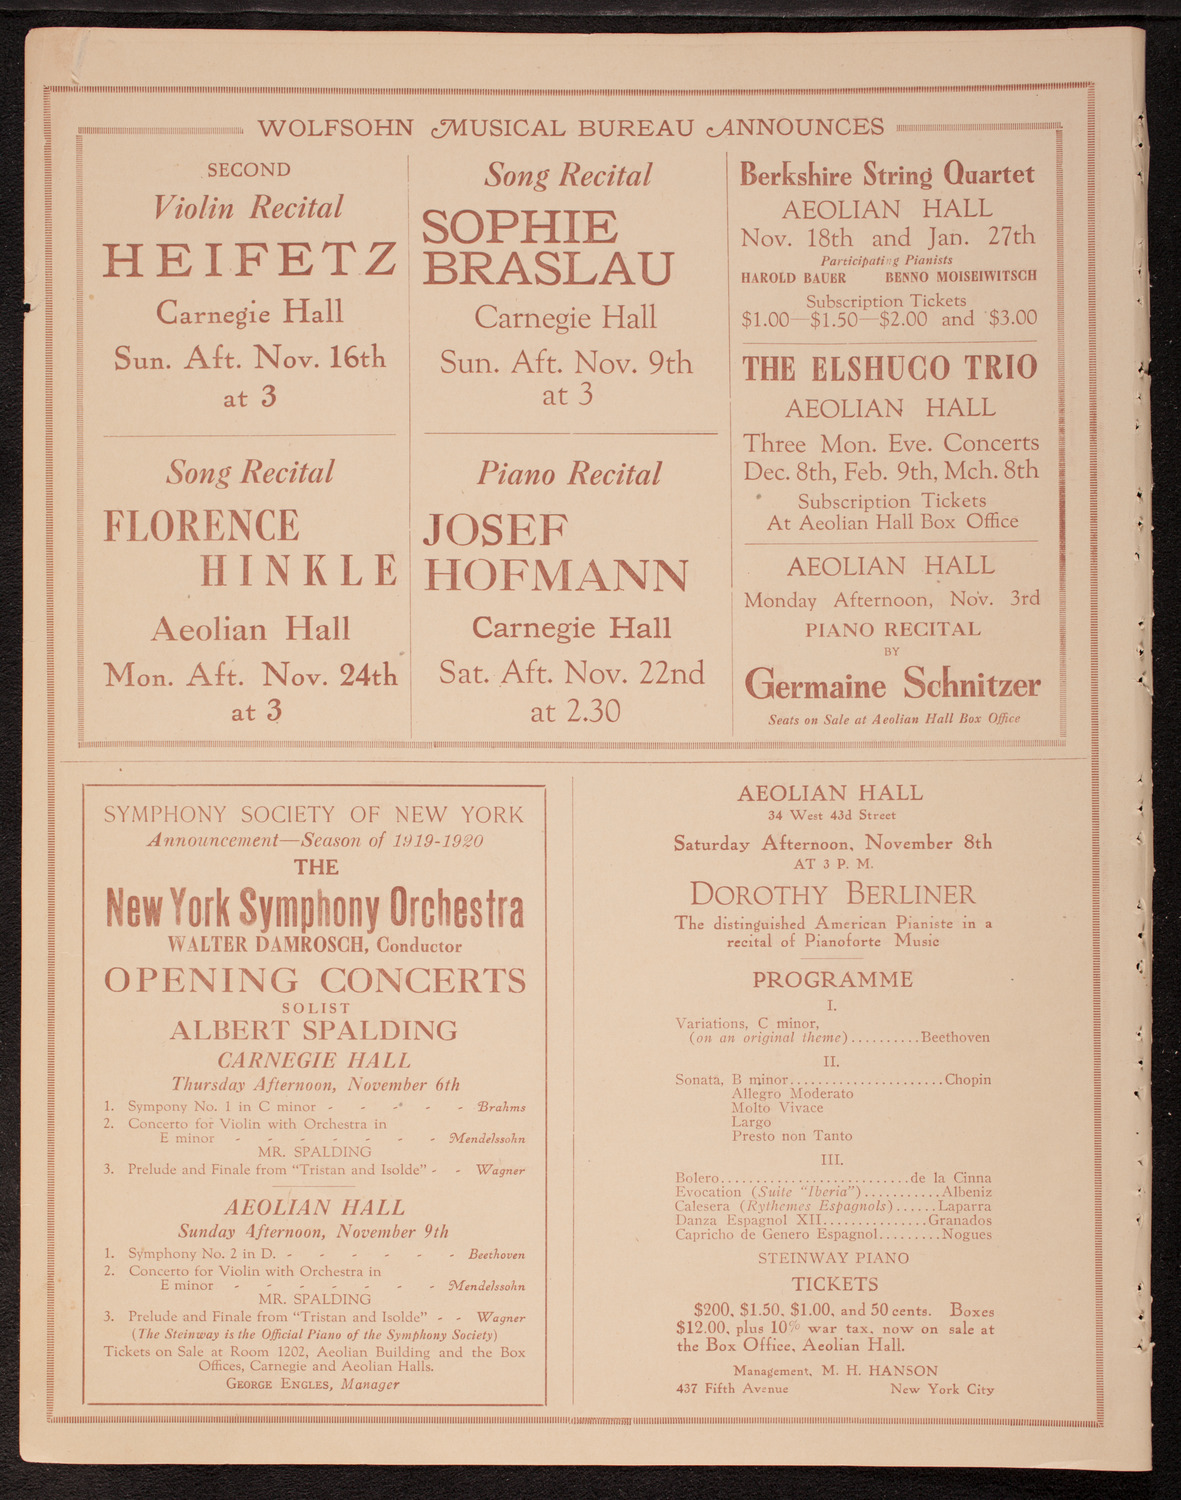 WOLFSOHN MUSICAL BUREAU ANNOUNCES
SECOND
Violin Recital
HEIFETZ
Carnegie Hall
Sun. Aft. Nov. 16th
at 3
Song Recital
FLORENCE
HINKLE
Aeolian Hall
Mon. Aft. Nov. 24th
at 3
Song Recital
SOPHIE
BRASLAU
Carnegie Hall
Sun. Aft. Nov. 9th
at 3
Piano Recital
JOSEF
HOFMANN
Carnegie Hall
Sat. Aft. Nov. 22nd
at 2.30
Berkshire String Quartet
AEOLIAN HALL
Nov. 18th and Jan. 27th
Participating Pianists
HAROLD BAUER BENNO MOISEIWITSCH
Subscription Tickets
$1.00—$1.50—$2.00 and $3.00
THE ELSHUCO TRIO
AEOLIAN HALL
Three Mon. Eve. Concerts
Dec. 8th, Feb. 9th, Mch. 8th
Subscription Tickets
At Aeolian Hall Box Office
AEOLIAN HALL
Monday Afternoon, Nov. 3rd
PIANO RECITAL
BY
Germaine Schnitzer
Seats on Sale at Aeolian Hall Box Office
SYMPHONY SOCIETY OF NEW YORK
Announcement—Season of 1919-1920
THE
New York Symphony Orchestra
WALTER DAMROSCH, Conductor
OPENING CONCERTS
SOLIST
ALBERT SPALDING
CARNEGIE HALL
Thursday Afternoon, November 6th
1. Sympony No. 1 in C minor - - - - - Brahms
2. Concerto for Violin with Orchestra in
E minor - - - - - - - Mendelssohn
MR. SPALDING
3. Prelude and Finale from "Tristan and Isolde" - - Wagner
AEOLIAN HALL
Sunday Afternoon, November 9th
1. Symphony No. 2 in D. - - - - - - Beethoven
2. Concerto for Violin with Orchestra in
E minor - - - - - - - Mendelssohn
MR. SPALDING
3. Prelude and Finale from "Tristan and Isolde" - - Wagner
(The Steinway is the Official Piano of the Symphony Society)
Tickets on Sale at Room 1202, Aeolian Building and the Box
Offices, Carnegie and Aeolian Halls.
GEORGE ENGLES, Manager
AEOLIAN HALL
34 West 43d Street
Saturday Afternoon, November 8th
AT 3 P. M.
DOROTHY BERLINER
The distinguished American Pianiste in a
recital of Pianoforte Music
PROGRAMME
I.
Variations, C minor,
(on an original theme)..........Beethoven
II.
Sonata, B minor......................Chopin
Allegro Moderato
Molto Vivace
Largo
Presto non Tanto
III.
Bolero...........................de la Cinna
Evocation (Suite "Iberia")...........Albeniz
Calesera (Rythemes Espagnols)......Laparra
Danza Espagnol XII...............Granados
Capricho de Genero Espagnol.........Nogues
STEINWAY PIANO
TICKETS
$200, $1.50, $1.00, and 50 cents. Boxes
$12.00, plus 10% war tax, now on sale at
the Box Office, Aeolian Hall.
Management, M. H. HANSON
437 Fifth Avenue New York City